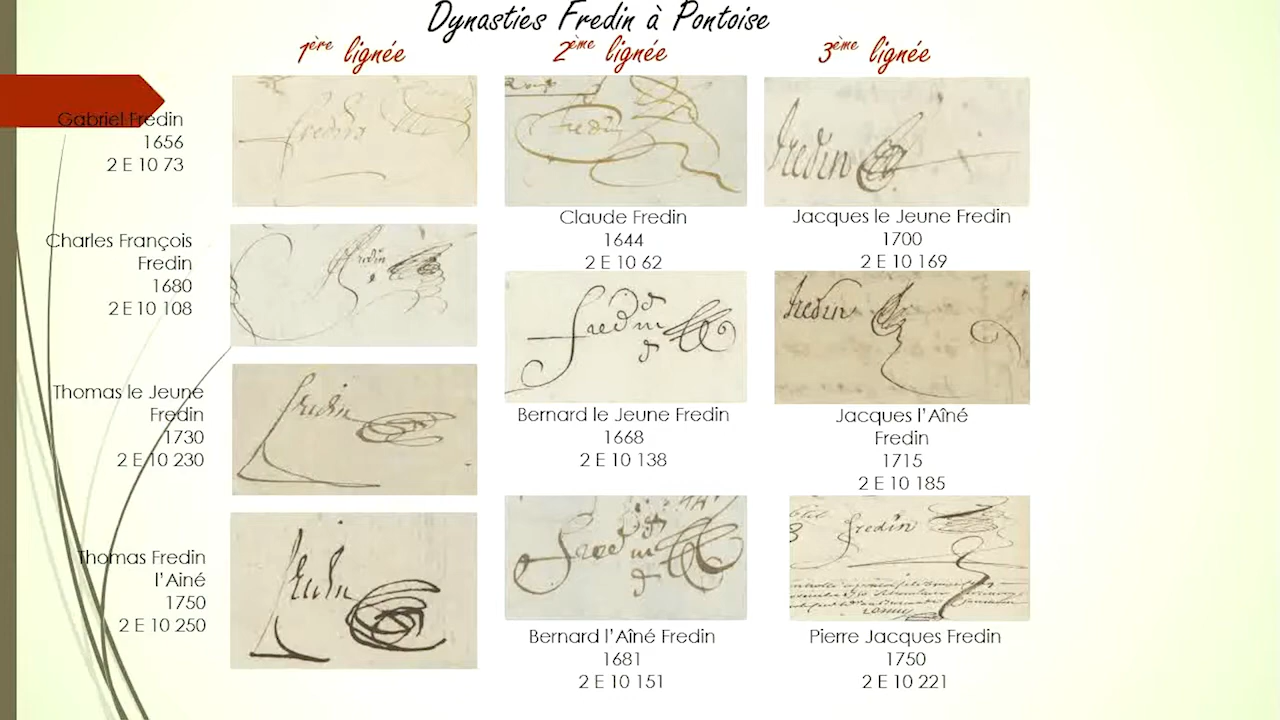 Dynasties Fredin à Pontoise
1ère lignée
Gabriel Fredin
1656
2 E 10 73
fredin
Charles François
Fredin
1680
2 E 10 108
fredin
Thomas le Jeune
Fredin
1730
2 E 10 230
fredin
Thomas Fredin
l'Ainé
1750
2 E 10 250
fredin
2ème lignée
fredin
Claude Fredin
1644
2 E 10 62
fredin
Bernard le Jeune Fredin
1668
2 E 10 138
fredin
Bernard l'Aîné Fredin
1681
2 E 10 151
3ème lignée
fredin
Jacques le Jeune Fredin
1700
2 E 10 169
fredin
Jacques l'Aîné
Fredin
1715
2 E 10 185
fredin
Pierre Jacques Fredin
1750
2 E 10 221